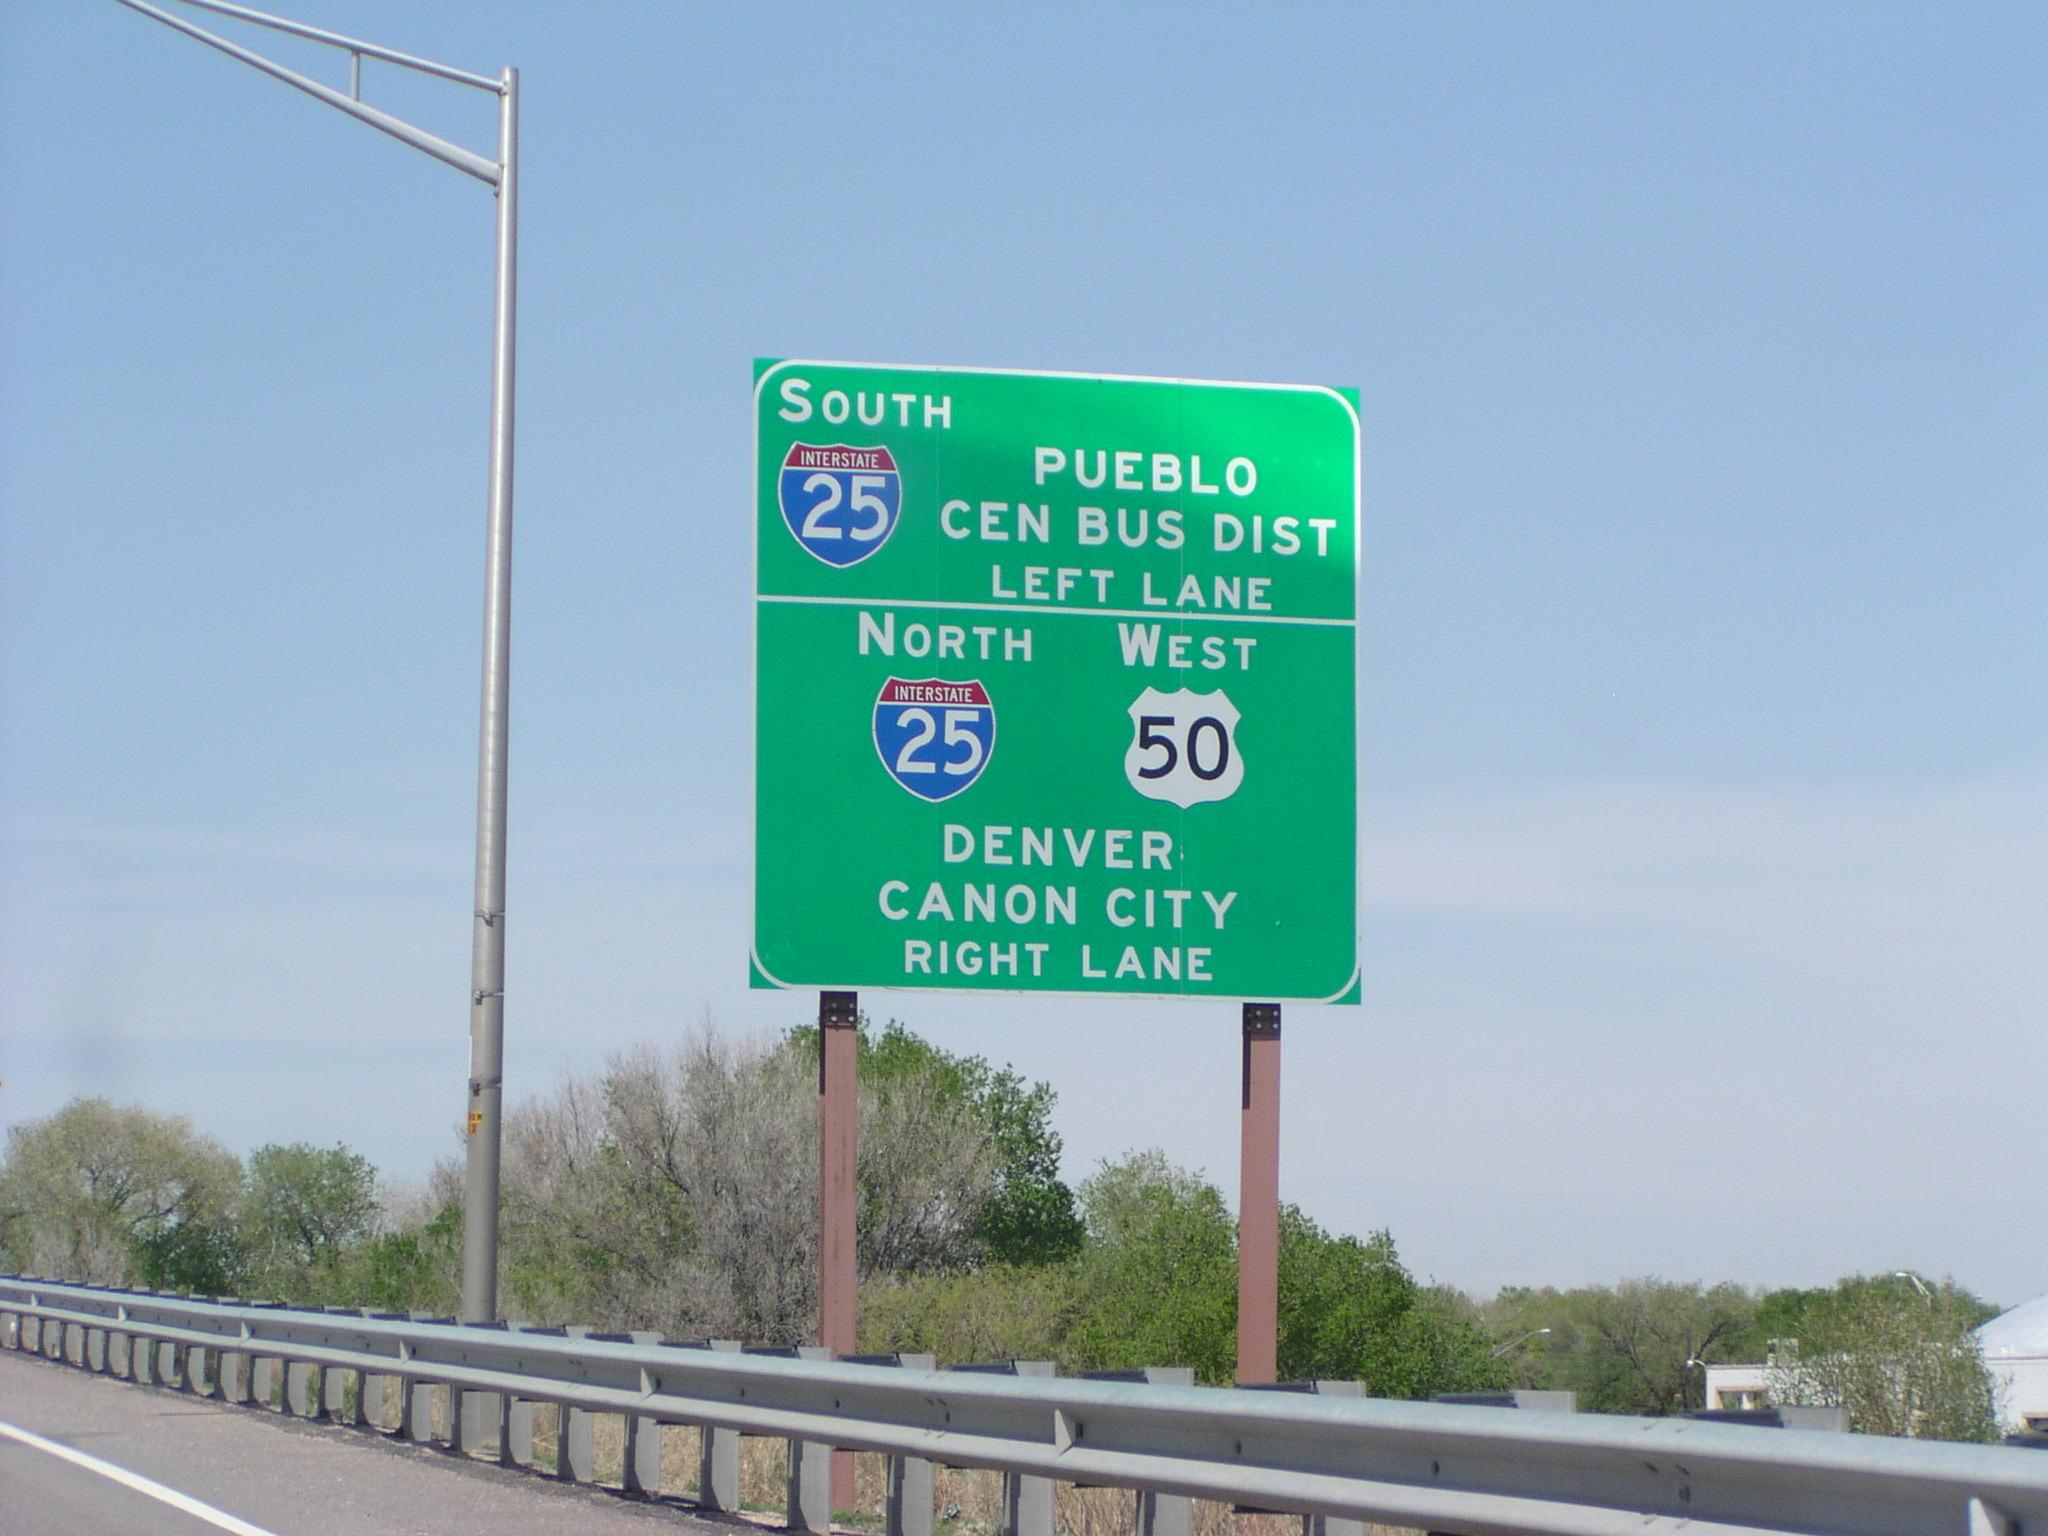 SOUTH
INTERSTATE
25
PUEBLO
CEN BUS DIST
LEFT LANE
NORTH WEST
INTERSTATE
25
50
DENVER
CANON CITY
RIGHT LANE